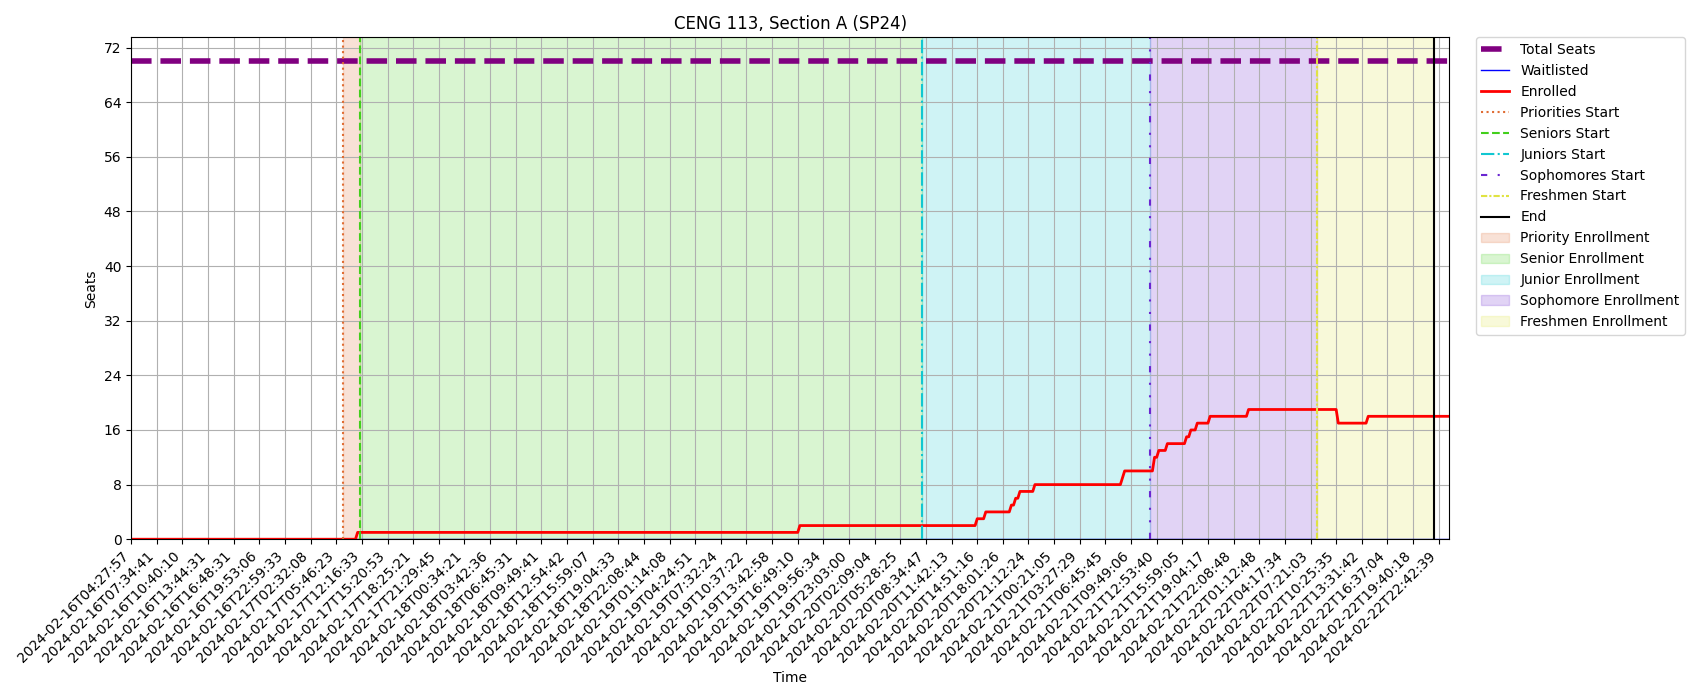 CENG 113, Section A (SP24)
72
64
56
48
40
32
24
16
8
0
Seats
2024-02-16T04:27:57
2024-02-16T07:34:41
2024-02-16T10:40:10
2024-02-16T13:44:31
2024-02-16T16:48:31
2024-02-16T19:53:06
2024-02-16T22:59:33
2024-02-17T02:32:08
2024-02-17T05:46:23
2024-02-17T12:16:33
2024-02-17T15:20:53
2024-02-17T18:25:21
2024-02-17T21:29:45
2024-02-18T00:34:21
2024-02-18T03:42:36
2024-02-18T06:45:31
2024-02-18T09:49:41
2024-02-18T12:54:42
2024-02-18T15:59:07
2024-02-18T19:04:33
2024-02-18T22:08:44
2024-02-19T01:14:08
2024-02-19T04:24:51
2024-02-19T07:32:24
2024-02-19T10:37:22
2024-02-19T13:42:58
2024-02-19T16:49:10
2024-02-19T19:56:34
2024-02-19T23:03:00
2024-02-20T02:09:04
2024-02-20T05:28:25
2024-02-20T08:34:47
2024-02-20T11:42:13
2024-02-20T14:51:16
2024-02-20T18:01:26
2024-02-20T21:12:24
2024-02-21T00:21:05
2024-02-21T03:27:29
2024-02-21T06:45:45
2024-02-21T09:49:06
2024-02-21T12:53:40
2024-02-21T15:59:05
2024-02-21T19:04:17
2024-02-21T22:08:48
2024-02-22T01:12:48
2024-02-22T04:17:34
2024-02-22T07:21:03
2024-02-22T10:25:35
2024-02-22T13:31:42
2024-02-22T16:37:04
2024-02-22T19:40:18
2024-02-22T22:42:39
Time
Total Seats
Waitlisted
Enrolled
Priorities Start
Seniors Start
Juniors Start
Sophomores Start
Freshmen Start
End
Priority Enrollment
Senior Enrollment
Junior Enrollment
Sophomore Enrollment
Freshmen Enrollment